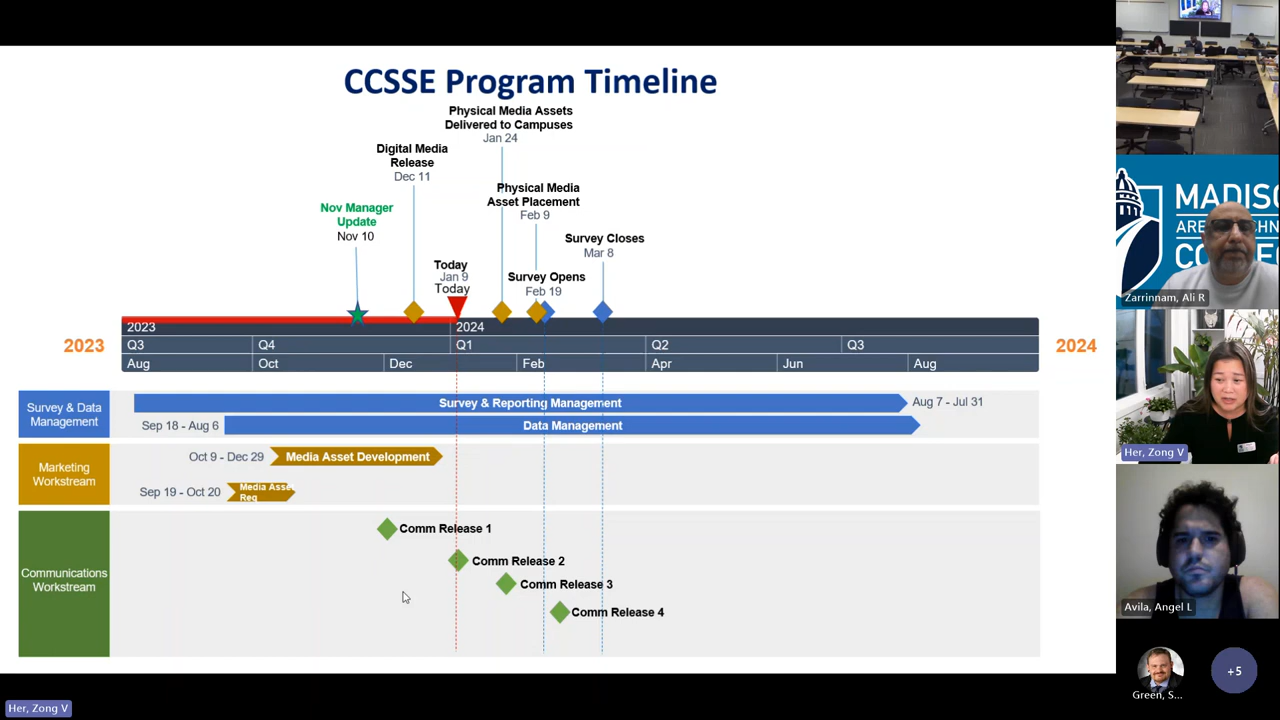 CCSSE Program Timeline
Physical Media Assets
Delivered to Campuses
Jan 24
Digital Media
Release
Dec 11
Physical Media
Asset Placement
Feb 9
Nov Manager
Update
Nov 10
Survey Closes
Mar 8
Today
Jan 9
Today
Survey Opens
Feb 19
2023
2024
2023
Q3
Q4
Q1
Q2
Q3
2024
Aug
Oct
Dec
Feb
Apr
Jun
Aug
Survey & Data
Management
Survey & Reporting Management
Aug 7 - Jul 31
Sep 18 - Aug 6
Data Management
Marketing
Workstream
Oct 9 - Dec 29
Media Asset Development
Sep 19 - Oct 20
Media Asset
Req
Communications
Workstream
Comm Release 1
Comm Release 2
Comm Release 3
Comm Release 4
Her, Zong V
Zarrinnam, Ali R
Her, Zong V
Avila, Angel L
Green, S...
+5